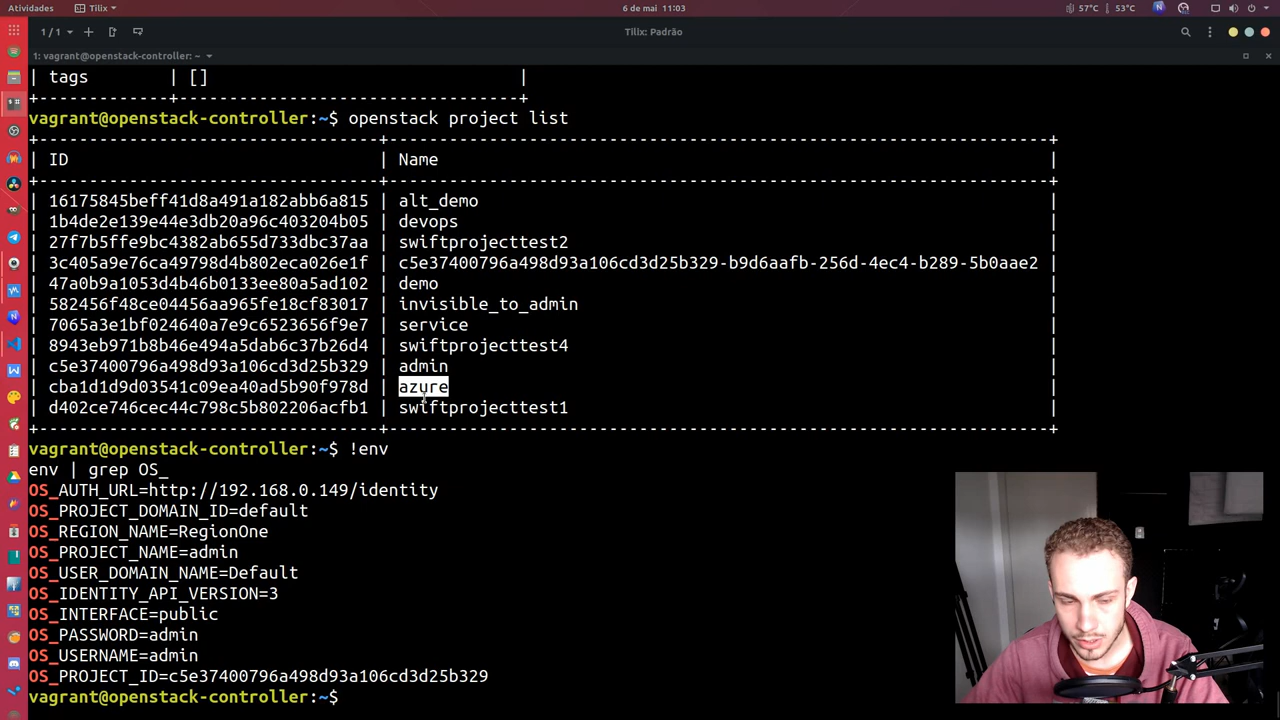 Atividades Tilix 6 de mai 11:03 57°C 53°C
1 / 1 Tilix: Padrão
1: vagrant@openstack-controller: ~
| tags | [] |
+-------------+-----------------------------------+
vagrant@openstack-controller:~$ openstack project list
+----------------------------------+------------------------------------------------------------------+
| ID | Name |
+----------------------------------+------------------------------------------------------------------+
| 16175845beff41d8a491a182abb6a815 | alt_demo |
| 1b4de2e139e44e3db20a96c403204b05 | devops |
| 27f7b5ffe9bc4382ab655d733dbc37aa | swiftprojecttest2 |
| 3c405a9e76ca49798d4b802eca026e1f | c5e37400796a498d93a106cd3d25b329-b9d6aafb-256d-4ec4-b289-5b0aae2 |
| 47a0b9a1053d4b46b0133ee80a5ad102 | demo |
| 582456f48ce04456aa965fe18cf83017 | invisible_to_admin |
| 7065a3e1bf024640a7e9c6523656f9e7 | service |
| 8943eb971b8b46e494a5dab6c37b26d4 | swiftprojecttest4 |
| c5e37400796a498d93a106cd3d25b329 | admin |
| cba1d1d9d03541c09ea40ad5b90f978d | azure |
| d402ce746cec44c798c5b802206acfb1 | swiftprojecttest1 |
+----------------------------------+------------------------------------------------------------------+
vagrant@openstack-controller:~$ !env
env | grep OS_
OS_AUTH_URL=http://192.168.0.149/identity
OS_PROJECT_DOMAIN_ID=default
OS_REGION_NAME=RegionOne
OS_PROJECT_NAME=admin
OS_USER_DOMAIN_NAME=Default
OS_IDENTITY_API_VERSION=3
OS_INTERFACE=public
OS_PASSWORD=admin
OS_USERNAME=admin
OS_PROJECT_ID=c5e37400796a498d93a106cd3d25b329
vagrant@openstack-controller:~$